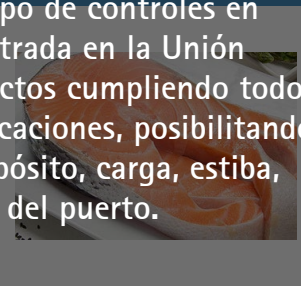 po de controles en
trada en la Unión
ctos cumpliendo todo
caciones, posibilitando
pósito, carga, estiba,
del puerto.